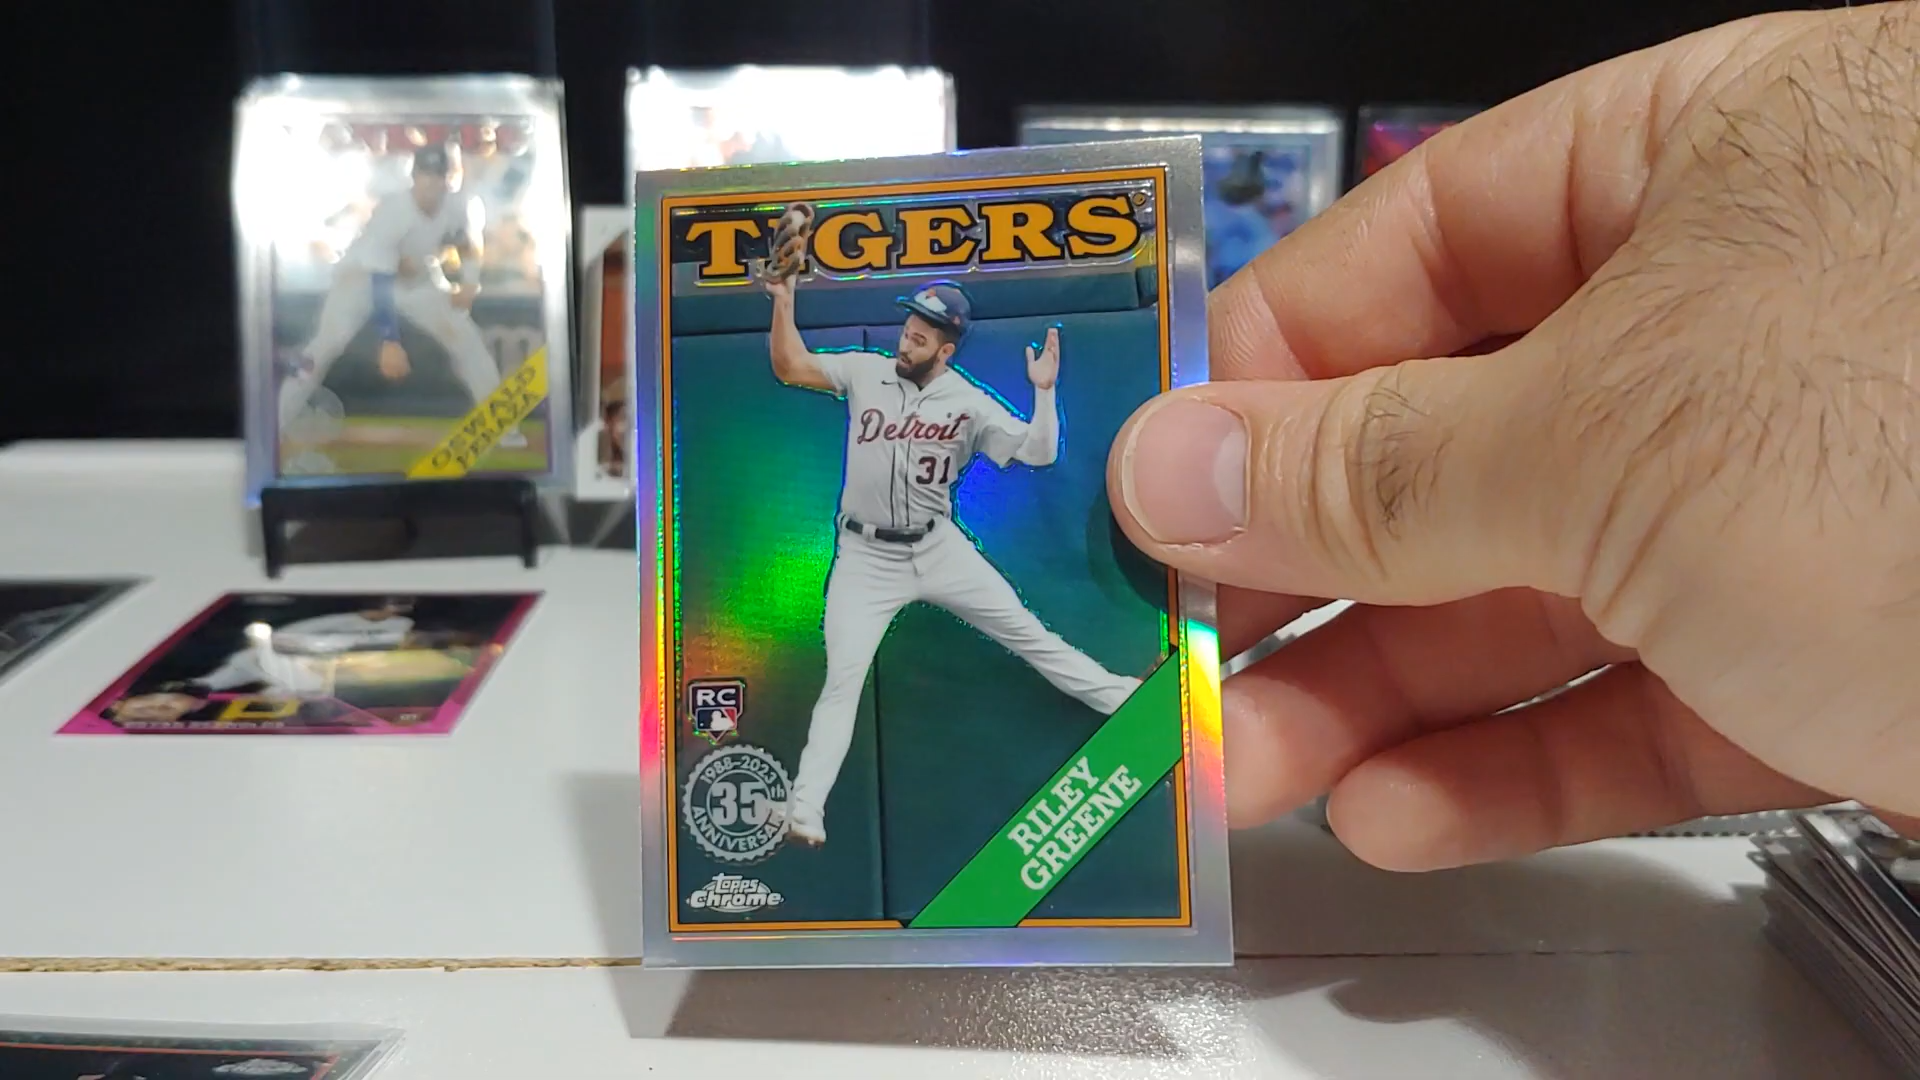 TIGERS
Detroit
31
RC
1988-2023
35th
ANNIVERSARY
Topps
Chrome
RILEY
GREENE
OSWALD
PERAZA